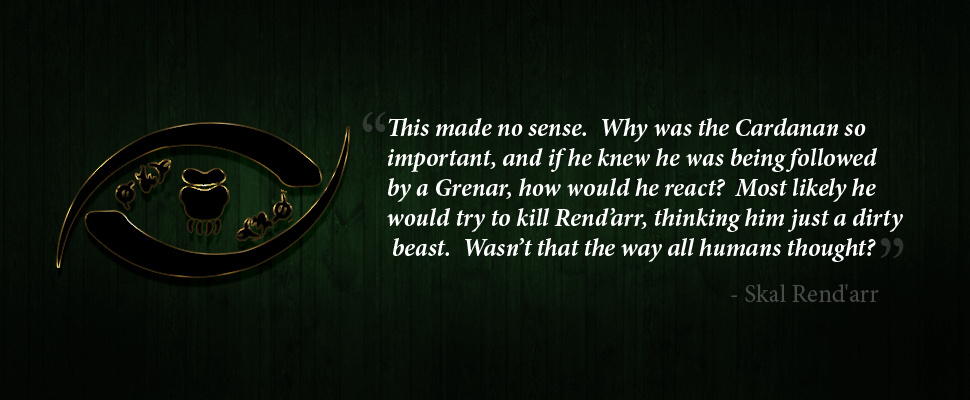 “This made no sense.  Why was the Cardanan so
important, and if he knew he was being followed
by a Grenar, how would he react?  Most likely he
would try to kill Rend’arr, thinking him just a dirty
beast.  Wasn’t that the way all humans thought?”
- Skal Rend'arr